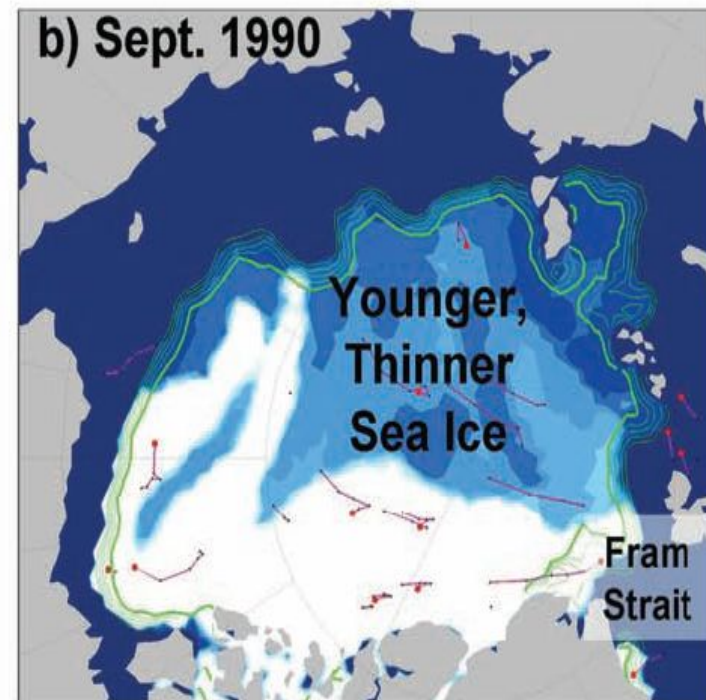 b) Sept. 1990
Younger,
Thinner
Sea Ice
Fram
Strait